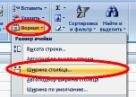 Вставить
Удалить
Формат
Сортировка
и фильтр
Найти и
выделить
Размер ячейки
Высота строки...
Ширина столбца...
Ширина по умолчанию...